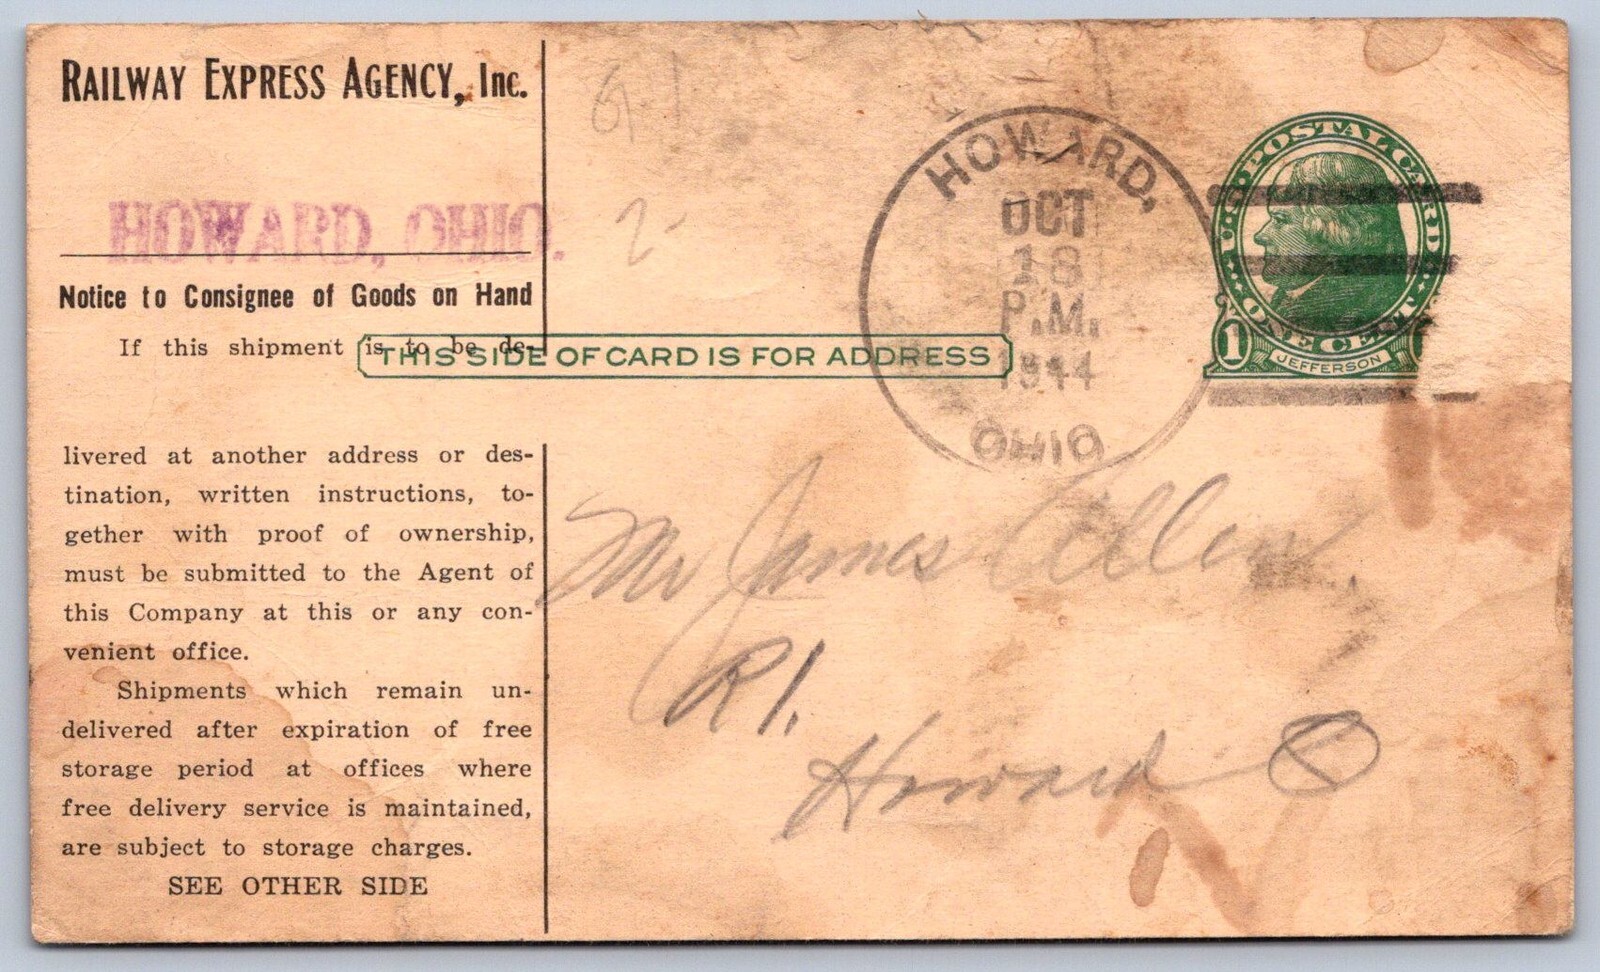 RAILWAY EXPRESS AGENCY, Inc.
HOWARD, OHIO.
Notice to Consignee of Goods on Hand
If this shipment is to be de-
livered at another address or des-
tination, written instructions, to-
gether with proof of ownership,
must be submitted to the Agent of
this Company at this or any con-
venient office.
Shipments which remain un-
delivered after expiration of free
storage period at offices where
free delivery service is maintained,
are subject to storage charges.
SEE OTHER SIDE
THIS SIDE OF CARD IS FOR ADDRESS
2-
HOWARD,
OCT
18
P.M.
1944
OHIO
U.S. POSTAL CARD
ONE CENT
1
JEFFERSON
Mr James Allen
R1.
Howard O